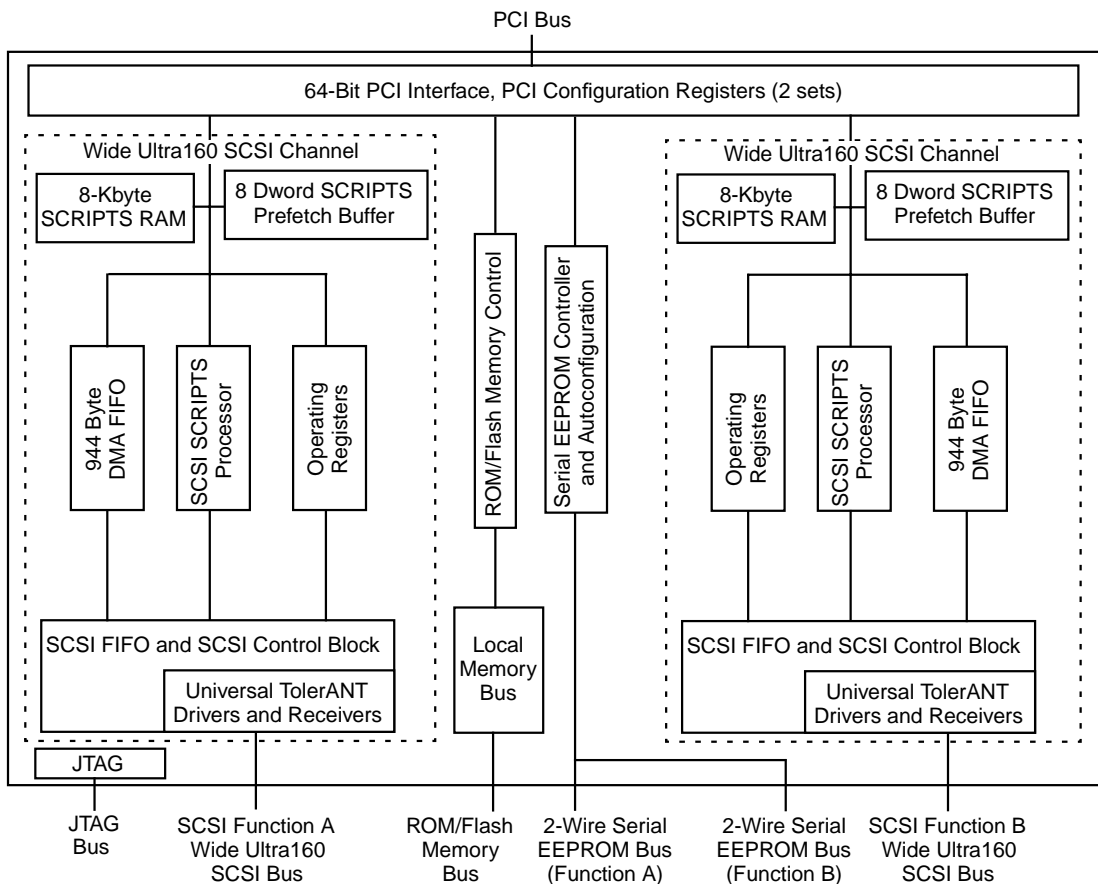 PCI Bus
64-Bit PCI Interface, PCI Configuration Registers (2 sets)
Wide Ultra160 SCSI Channel
8-Kbyte
SCRIPTS RAM
8 Dword SCRIPTS
Prefetch Buffer
944 Byte
DMA FIFO
SCSI SCRIPTS
Processor
Operating
Registers
SCSI FIFO and SCSI Control Block
Universal TolerANT
Drivers and Receivers
JTAG
ROM/Flash Memory Control
Local
Memory
Bus
Serial EEPROM Controller
and Autoconfiguration
Wide Ultra160 SCSI Channel
8-Kbyte
SCRIPTS RAM
8 Dword SCRIPTS
Prefetch Buffer
Operating
Registers
SCSI SCRIPTS
Processor
944 Byte
DMA FIFO
SCSI FIFO and SCSI Control Block
Universal TolerANT
Drivers and Receivers
JTAG
Bus
SCSI Function A
Wide Ultra160
SCSI Bus
ROM/Flash
Memory
Bus
2-Wire Serial
EEPROM Bus
(Function A)
2-Wire Serial
EEPROM Bus
(Function B)
SCSI Function B
Wide Ultra160
SCSI Bus